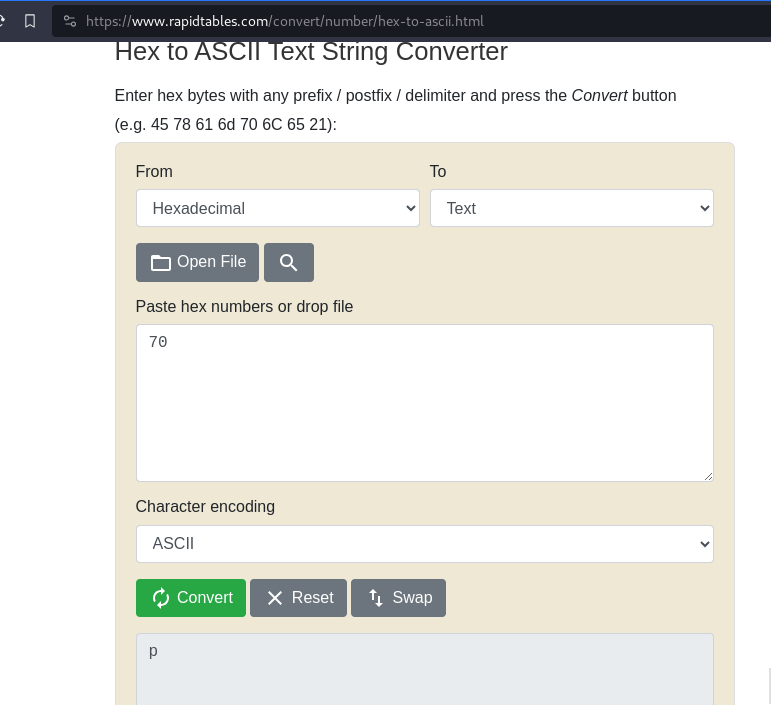 https://www.rapidtables.com/convert/number/hex-to-ascii.html
Hex to ASCII Text String Converter
Enter hex bytes with any prefix / postfix / delimiter and press the Convert button
(e.g. 45 78 61 6d 70 6C 65 21):
From To
Hexadecimal Text
Open File
Paste hex numbers or drop file
70
Character encoding
ASCII
Convert Reset Swap
p